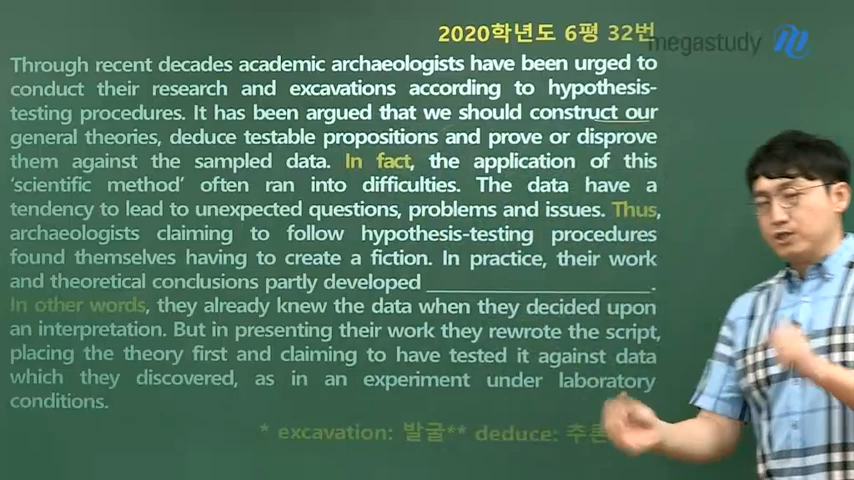 2020학년도 6평 32번
megastudy
Through recent decades academic archaeologists have been urged to
conduct their research and excavations according to hypothesis-
testing procedures. It has been argued that we should construct our
general theories, deduce testable propositions and prove or disprove
them against the sampled data. In fact, the application of this
‘scientific method’ often ran into difficulties. The data have a
tendency to lead to unexpected questions, problems and issues. Thus,
archaeologists claiming to follow hypothesis-testing procedures
found themselves having to create a fiction. In practice, their work
and theoretical conclusions partly developed ______________________.
In other words, they already knew the data when they decided upon
an interpretation. But in presenting their work they rewrote the script,
placing the theory first and claiming to have tested it against data
which they discovered, as in an experiment under laboratory
conditions.
* excavation: 발굴** deduce: 추론